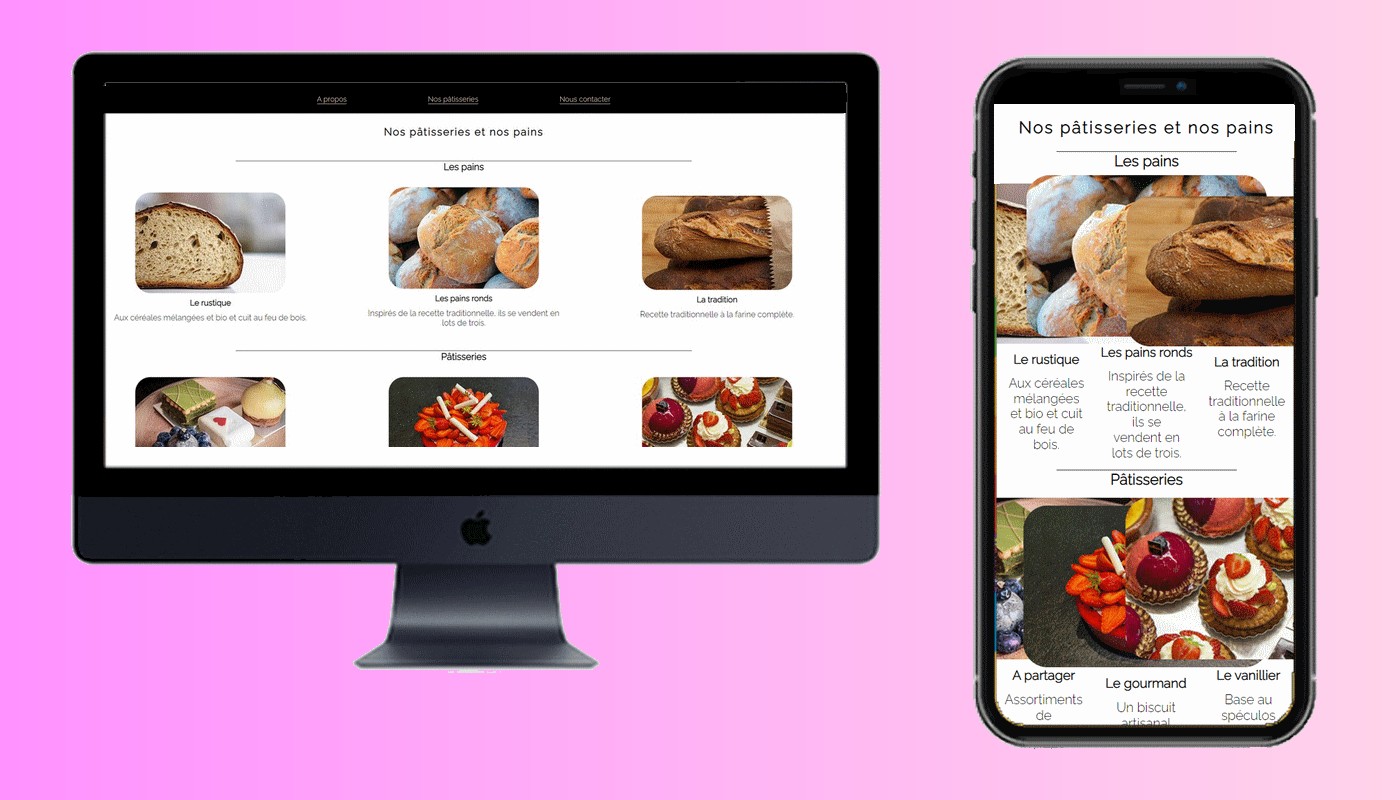 A propos
Nos pâtisseries
Nous contacter
Nos pâtisseries et nos pains
Les pains
Le rustique
Aux céréales mélangées et bio et cuit au feu de bois.
Les pains ronds
Inspirés de la recette traditionnelle, ils se vendent en
lots de trois.
La tradition
Recette traditionnelle à la farine complète.
Pâtisseries
Nos pâtisseries et nos pains
Les pains
Le rustique
Aux céréales
mélangées
et bio et cuit
au feu de
bois.
Les pains ronds
Inspirés de la
recette
traditionnelle,
ils se
vendent en
lots de trois.
La tradition
Recette
traditionnelle
à la farine
complète.
Pâtisseries
A partager
Assortiments
de
Le gourmand
Un biscuit
artisanal
Le vanillier
Base au
spéculos